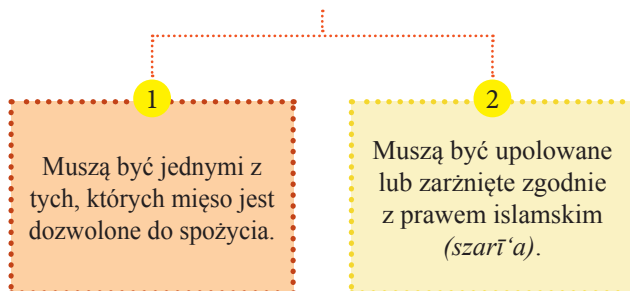 1
Muszą być jednymi z
tych, których mięso jest
dozwolone do spożycia.
2
Muszą być upolowane
lub zarżnięte zgodnie
z prawem islamskim
(szarī‘a).